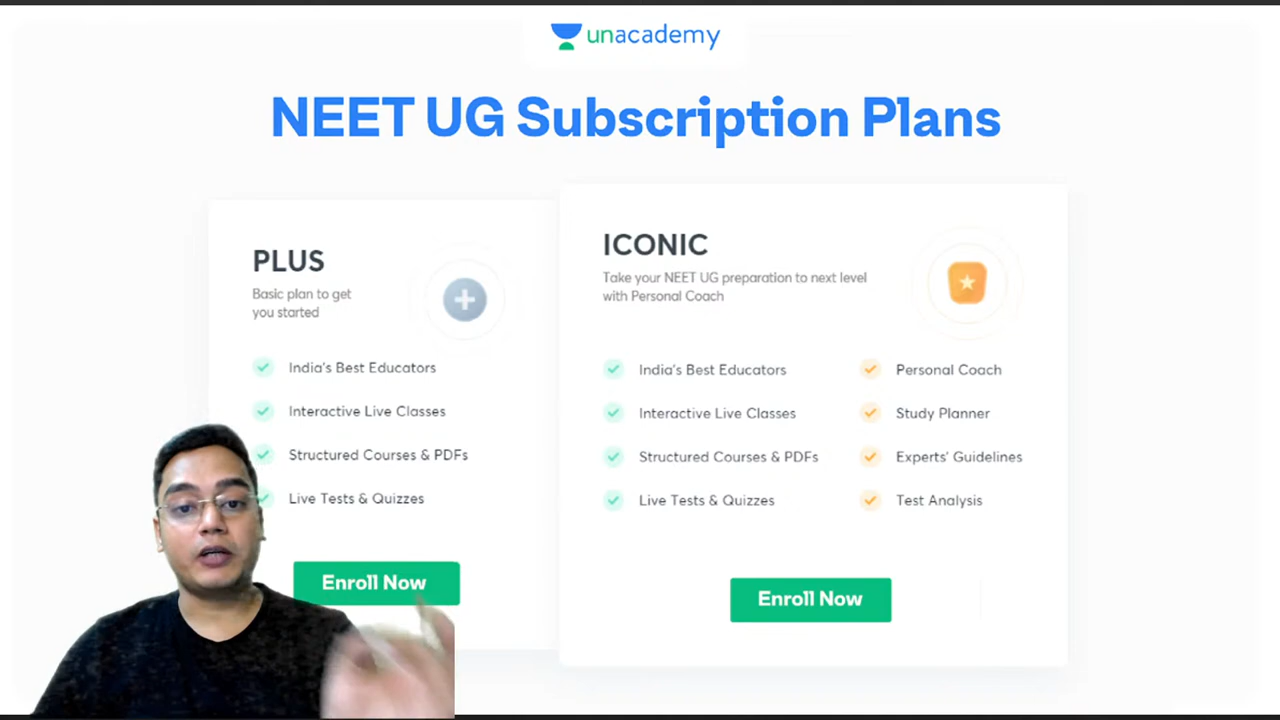 unacademy
NEET UG Subscription Plans
PLUS
Basic plan to get
you started
India's Best Educators
Interactive Live Classes
Structured Courses & PDFs
Live Tests & Quizzes
Enroll Now
ICONIC
Take your NEET UG preparation to next level
with Personal Coach
India's Best Educators
Interactive Live Classes
Structured Courses & PDFs
Live Tests & Quizzes
Personal Coach
Study Planner
Experts' Guidelines
Test Analysis
Enroll Now